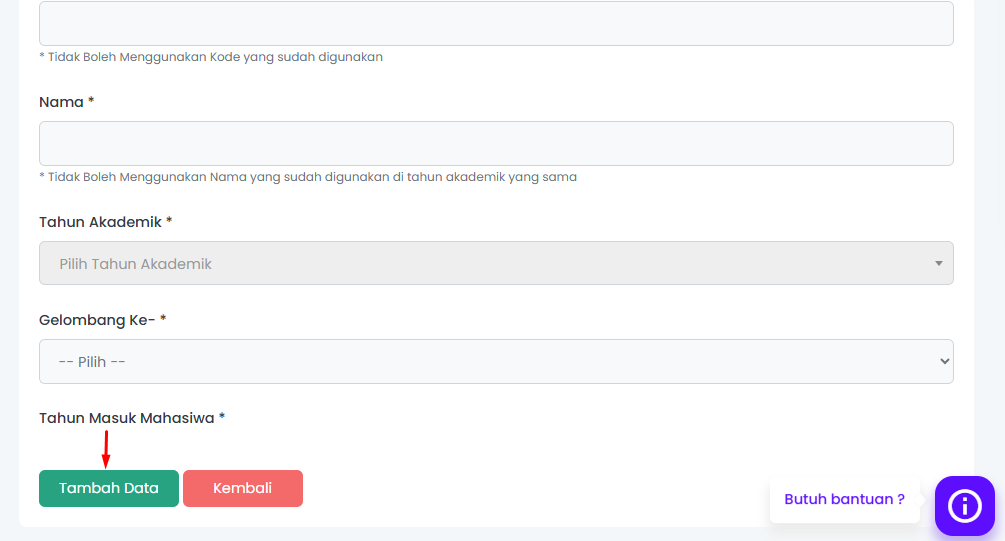 * Tidak Boleh Menggunakan Kode yang sudah digunakan
Nama *
* Tidak Boleh Menggunakan Nama yang sudah digunakan di tahun akademik yang sama
Tahun Akademik *
Pilih Tahun Akademik
Gelombang Ke- *
-- Pilih --
Tahun Masuk Mahasiwa *
Tambah Data
Kembali
Butuh bantuan ?